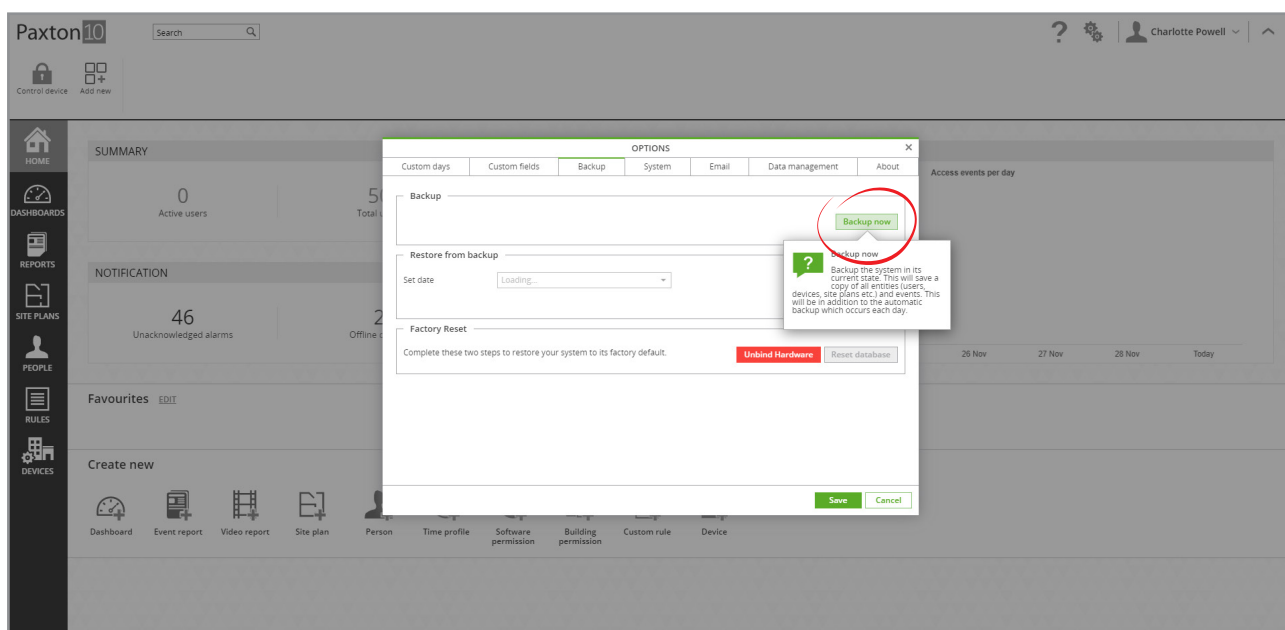 Paxton10
Search
Charlotte Powell
Control device
Add new
HOME
DASHBOARDS
REPORTS
SITE PLANS
PEOPLE
RULES
DEVICES
SUMMARY
0
Active users
Total
NOTIFICATION
46
Unacknowledged alarms
Offline
OPTIONS
Custom days
Custom fields
Backup
System
Email
Data management
About
Backup
Backup now
Backup now
Backup the system in its
current state. This will save a
copy of all entities (users,
devices, site plans etc.) and events. This
will be in addition to the automatic
backup which occurs each day.
Restore from backup
Set date
Loading...
Factory Reset
Complete these two steps to restore your system to its factory default.
Unbind Hardware
Reset database
Save
Cancel
Access events per day
26 Nov
27 Nov
28 Nov
Today
Favourites EDIT
Create new
Dashboard
Event report
Video report
Site plan
Person
Time profile
Software
permission
Building
permission
Custom rule
Device